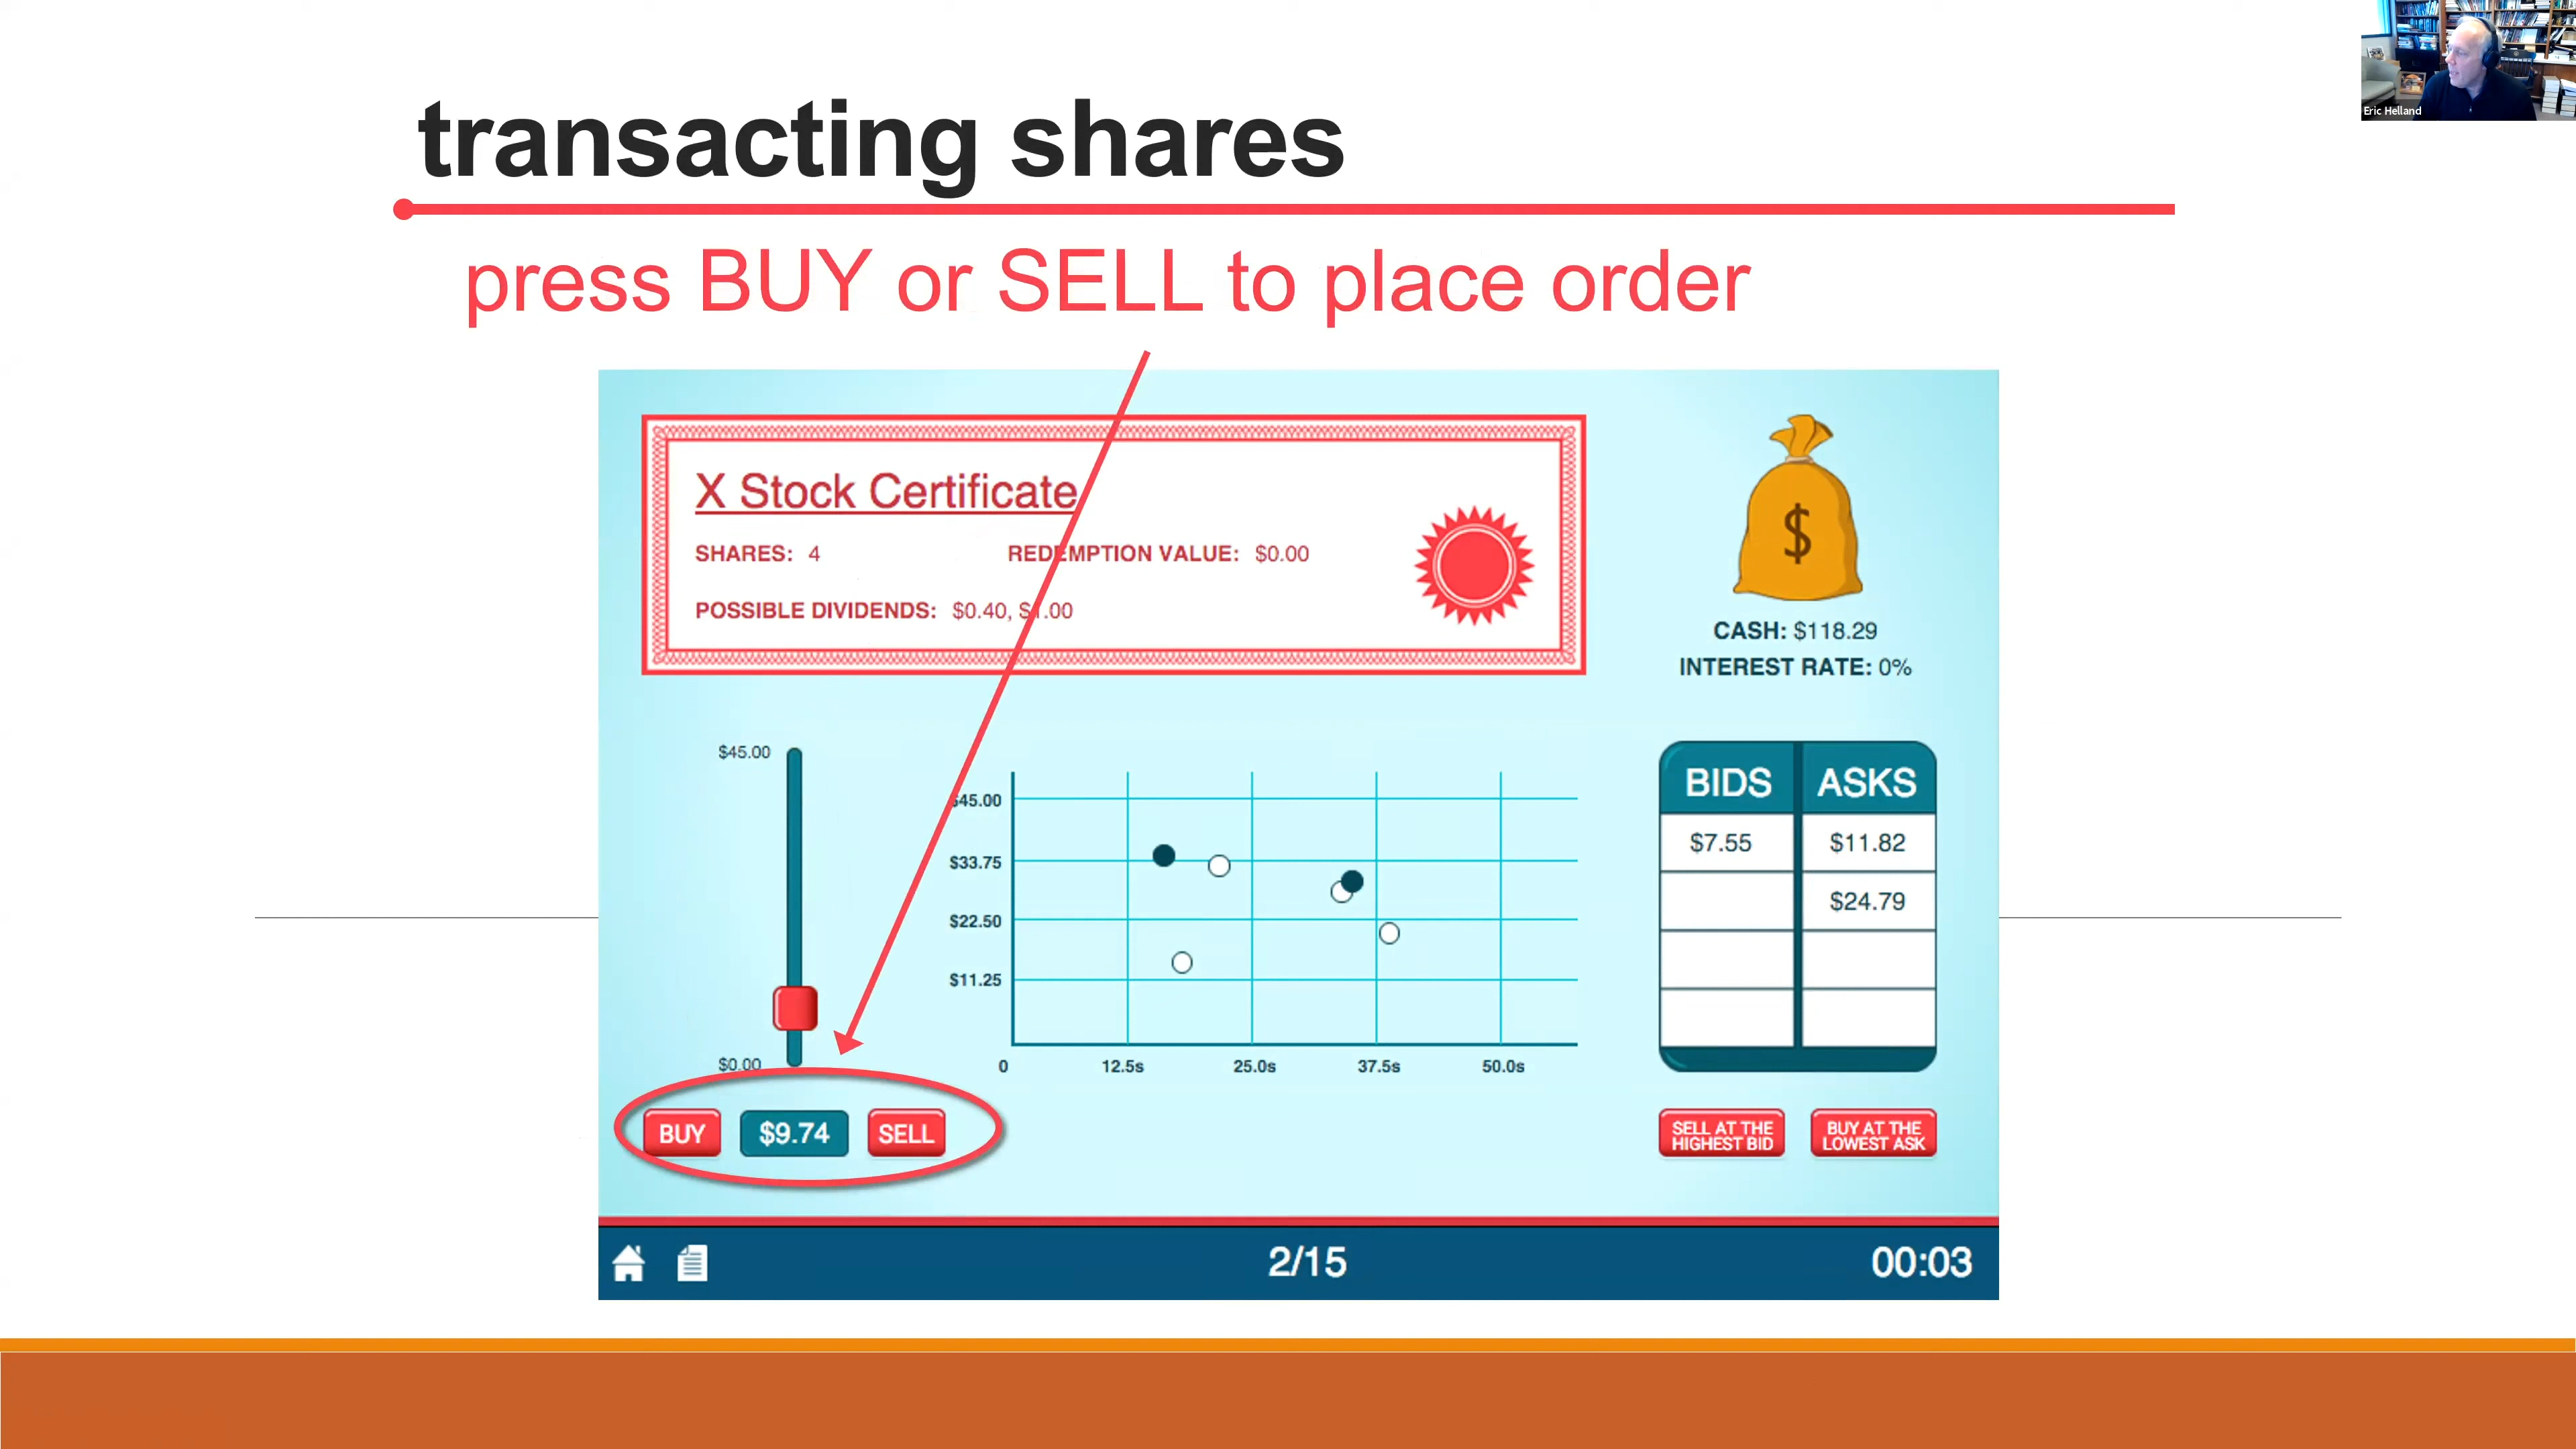 Eric Helland
transacting shares
press BUY or SELL to place order
X Stock Certificate
SHARES: 4 REDEMPTION VALUE: $0.00
POSSIBLE DIVIDENDS: $0.40, $1.00
$
CASH: $118.29
INTEREST RATE: 0%
$45.00
$0.00
BUY $9.74 SELL
$45.00
$33.75
$22.50
$11.25
0 12.5s 25.0s 37.5s 50.0s
BIDS ASKS
$7.55 $11.82
$24.79
SELL AT THE
HIGHEST BID
BUY AT THE
LOWEST ASK
2/15
00:03